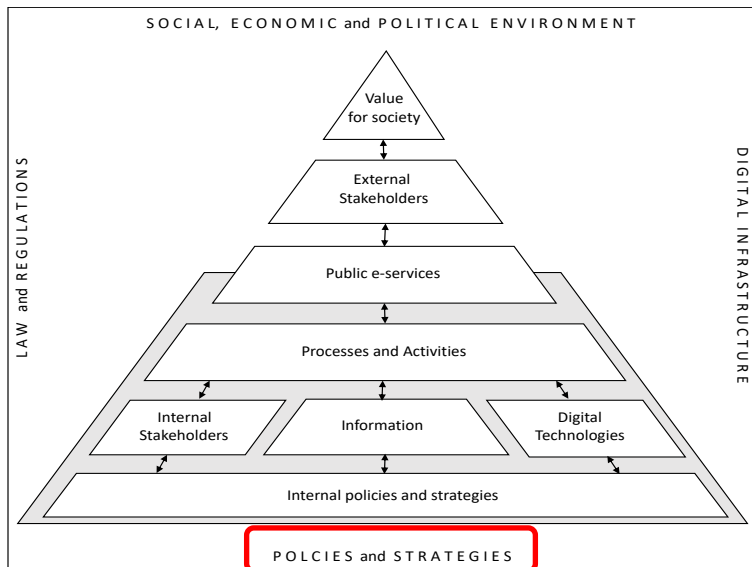 SOCIAL, ECONOMIC and POLITICAL ENVIRONMENT
Value
for society
External
Stakeholders
LAW and REGULATIONS
DIGITAL INFRASTRUCTURE
Public e-services
Processes and Activities
Internal
Stakeholders
Information
Digital
Technologies
Internal policies and strategies
POLCIES and STRATEGIES